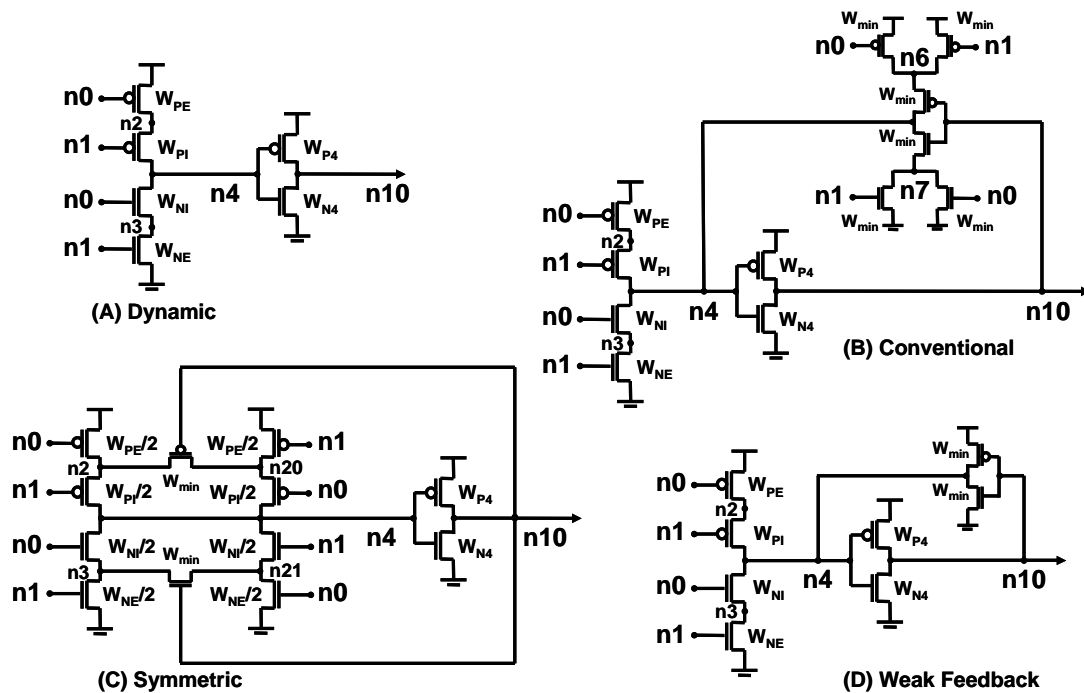 n0
W_PE
n2
n1
W_PI
n4
n0
W_NI
n3
n1
W_NE
W_P4
W_N4
n10
(A) Dynamic
W_min
W_min
n0
n6
n1
W_min
W_min
n1
n7
n0
W_min
W_min
n0
W_PE
n2
n1
W_PI
n4
n0
W_NI
n3
n1
W_NE
W_P4
W_N4
n10
(B) Conventional
n0
W_PE/2
W_PE/2
n1
n2
W_min
n20
n1
W_PI/2
W_PI/2
n0
n0
W_NI/2
W_min
W_NI/2
n1
n3
n21
n1
W_NE/2
W_NE/2
n0
n4
W_P4
W_N4
n10
(C) Symmetric
W_min
W_min
n0
W_PE
n2
n1
W_PI
n4
n0
W_NI
n3
n1
W_NE
W_P4
W_N4
n10
(D) Weak Feedback